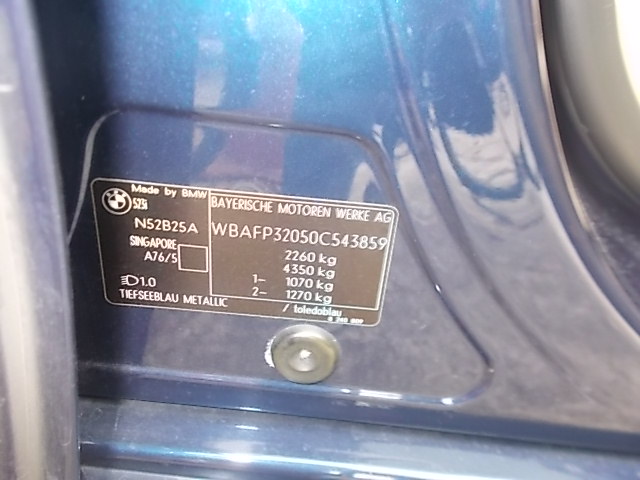 Made by BMW
BMW
523i
N52B25A
SINGAPORE
A76/5
1.0
TIEFSEEBLAU METALLIC
BAYERISCHE MOTOREN WERKE AG
WBAFP32050C543859
2260 kg
4350 kg
1– 1070 kg
2– 1270 kg
/ toledoblau